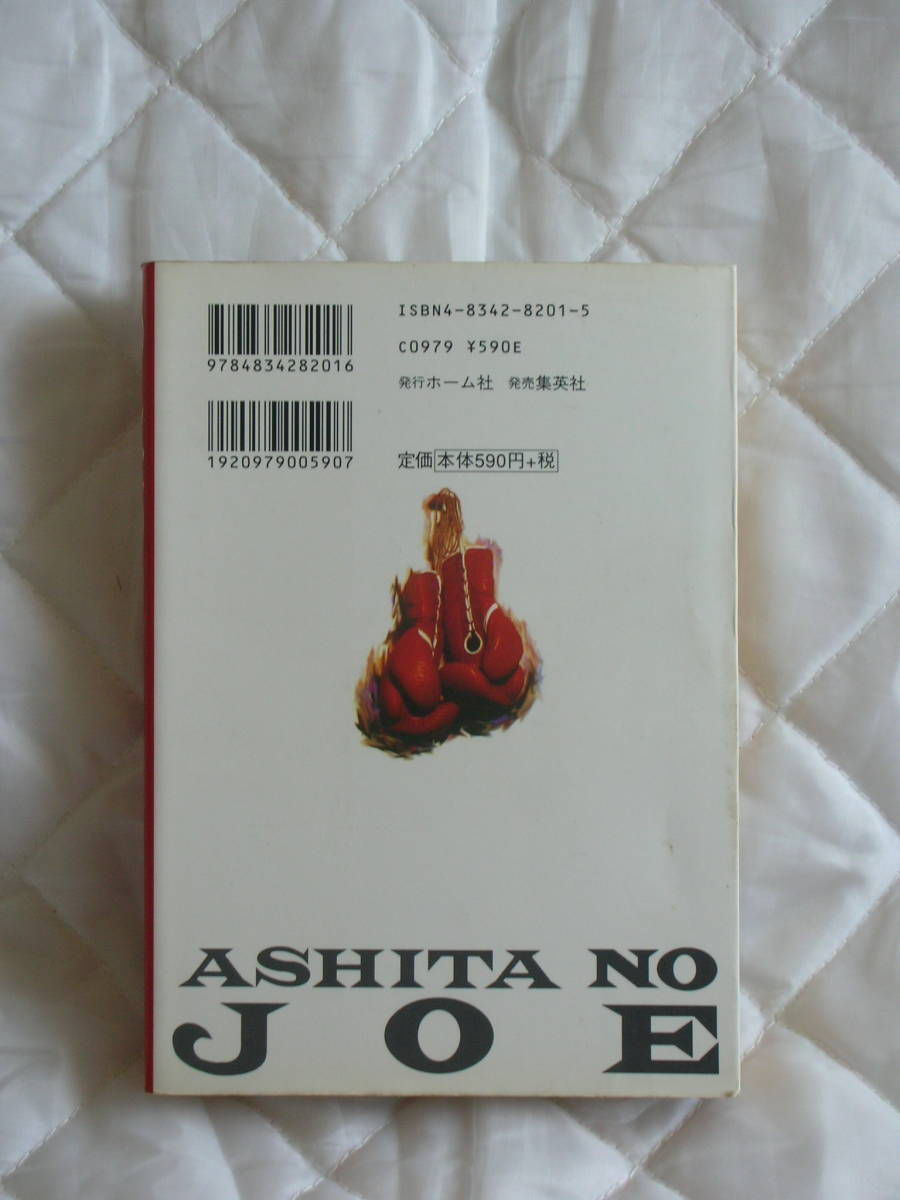 9784834282016
1920979005907
ISBN4-8342-8201-5
C0979 ¥590E
発行ホーム社 発売集英社
定価本体590円+税
ASHITA NO
JOE